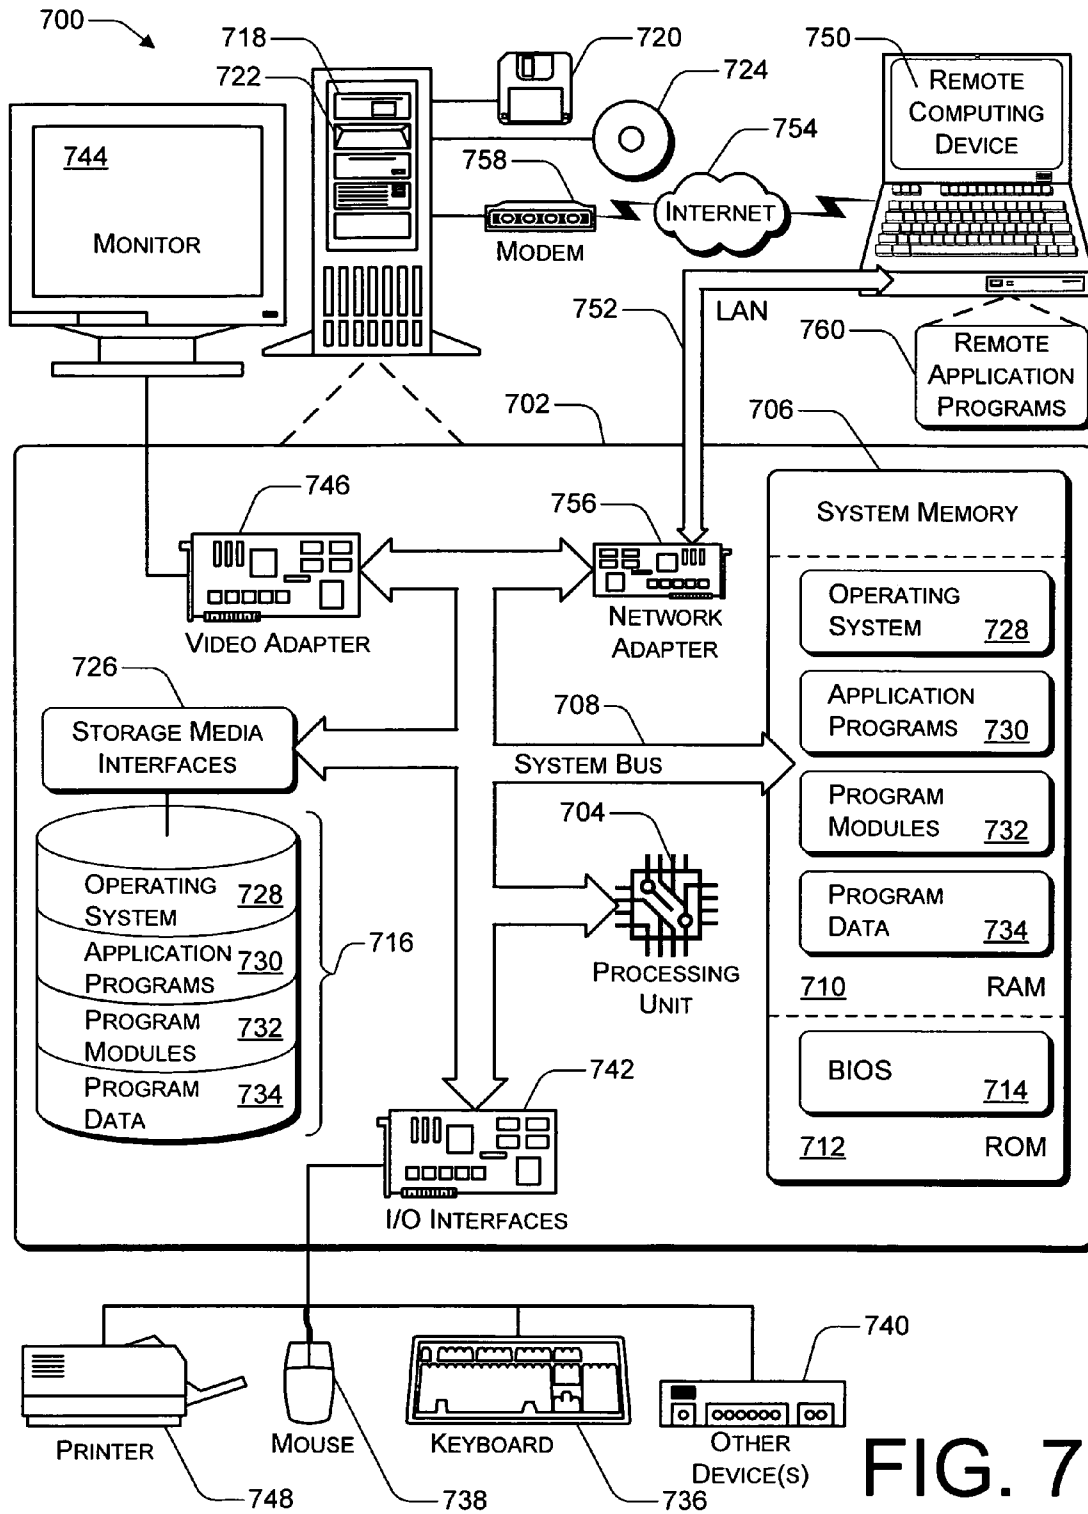 700
718
720
750
722
724
REMOTE
COMPUTING
DEVICE
754
744
758
MONITOR
INTERNET
MODEM
752
LAN
760
REMOTE
APPLICATION
PROGRAMS
702
706
746
756
SYSTEM MEMORY
OPERATING
SYSTEM
728
VIDEO ADAPTER
NETWORK
ADAPTER
726
708
APPLICATION
PROGRAMS
730
STORAGE MEDIA
INTERFACES
SYSTEM BUS
PROGRAM
MODULES
732
704
OPERATING
SYSTEM
728
PROGRAM
DATA
734
716
APPLICATION
PROGRAMS
730
PROCESSING
UNIT
710
RAM
PROGRAM
MODULES
732
BIOS
714
742
PROGRAM
DATA
734
712
ROM
I/O INTERFACES
740
PRINTER
MOUSE
KEYBOARD
OTHER
DEVICE(S)
748
738
736
FIG. 7